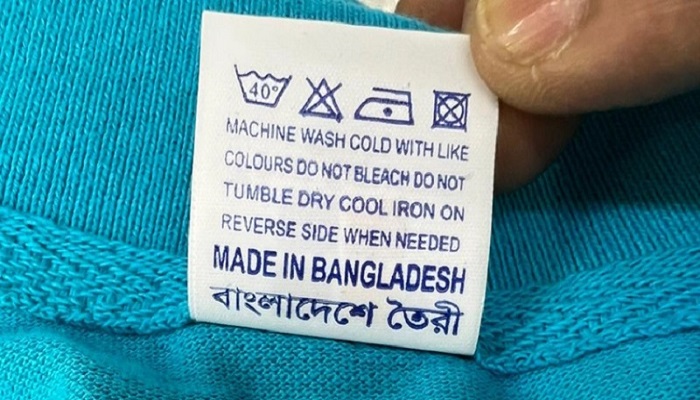 40°
MACHINE WASH COLD WITH LIKE
COLOURS DO NOT BLEACH DO NOT
TUMBLE DRY COOL IRON ON
REVERSE SIDE WHEN NEEDED
MADE IN BANGLADESH
বাংলাদেশে তৈরী